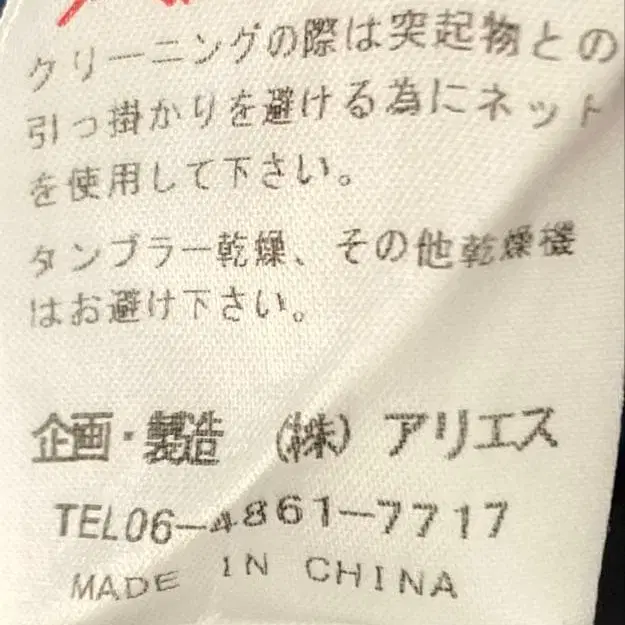 クリーニングの際は突起物との
引っ掛かりを避ける為にネット
を使用して下さい。
タンブラー乾燥、その他乾燥機
はお避け下さい。
企画・製造 (株) アリエス
TEL06-4861-7717
MADE IN CHINA